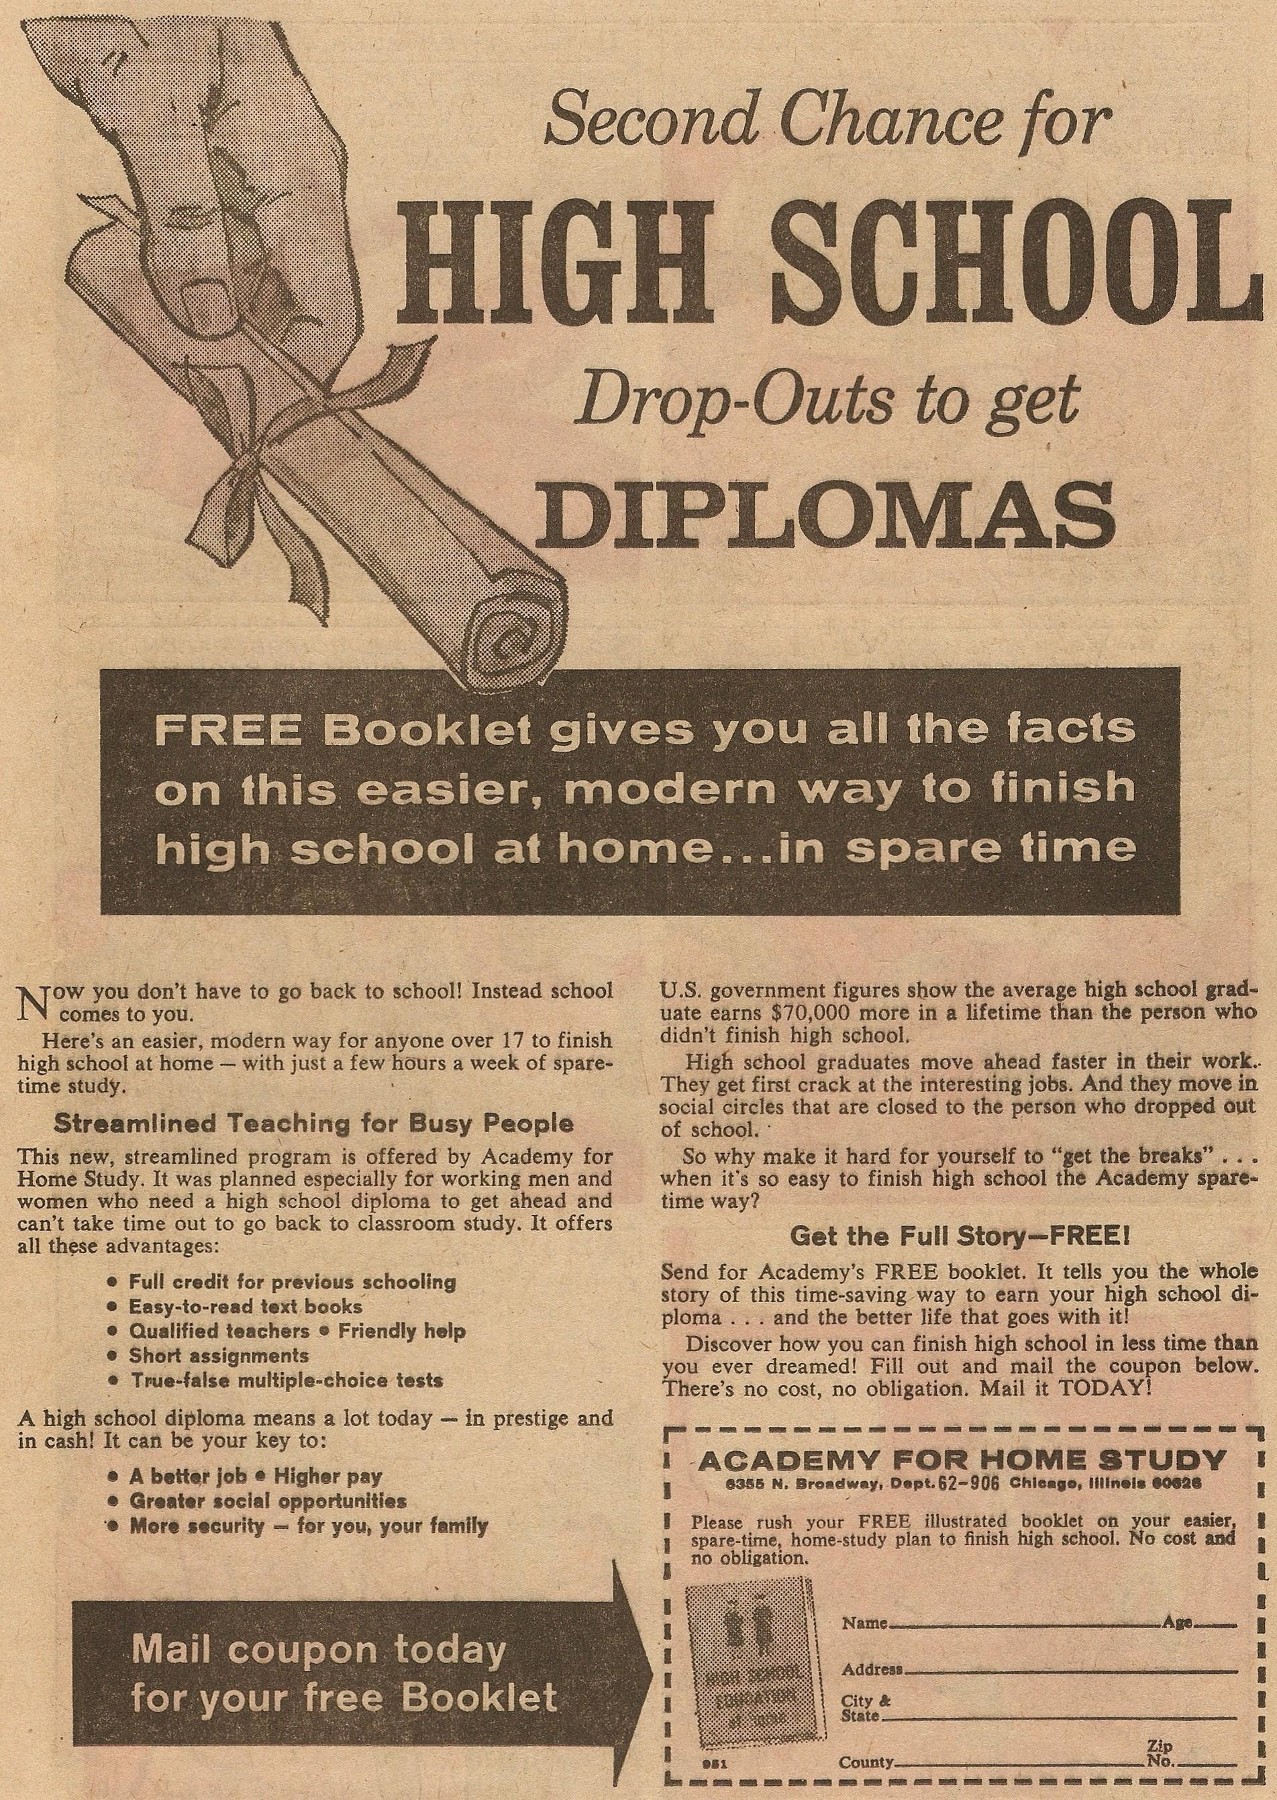 Second Chance for
HIGH SCHOOL
Drop-Outs to get
DIPLOMAS
FREE Booklet gives you all the facts
on this easier, modern way to finish
high school at home...in spare time
Now you don't have to go back to school! Instead school
comes to you.
Here's an easier, modern way for anyone over 17 to finish
high school at home — with just a few hours a week of spare-
time study.
Streamlined Teaching for Busy People
This new, streamlined program is offered by Academy for
Home Study. It was planned especially for working men and
women who need a high school diploma to get ahead and
can't take time out to go back to classroom study. It offers
all these advantages:
• Full credit for previous schooling
• Easy-to-read text books
• Qualified teachers • Friendly help
• Short assignments
• True-false multiple-choice tests
A high school diploma means a lot today — in prestige and
in cash! It can be your key to:
• A better job • Higher pay
• Greater social opportunities
• More security — for you, your family
Mail coupon today
for your free Booklet
U.S. government figures show the average high school grad-
uate earns $70,000 more in a lifetime than the person who
didn't finish high school.
High school graduates move ahead faster in their work.
They get first crack at the interesting jobs. And they move in
social circles that are closed to the person who dropped out
of school.
So why make it hard for yourself to “get the breaks” . . .
when it's so easy to finish high school the Academy spare-
time way?
Get the Full Story—FREE!
Send for Academy's FREE booklet. It tells you the whole
story of this time-saving way to earn your high school di-
ploma . . . and the better life that goes with it!
Discover how you can finish high school in less time than
you ever dreamed! Fill out and mail the coupon below.
There's no cost, no obligation. Mail it TODAY!
ACADEMY FOR HOME STUDY
6355 N. Broadway, Dept. 62-906 Chicago, Illinois 60626
Please rush your FREE illustrated booklet on your easier,
spare-time, home-study plan to finish high school. No cost and
no obligation.
HIGH SCHOOL
EDUCATION
at HOME
Name Age
Address
City &
State
Zip
County No.
951